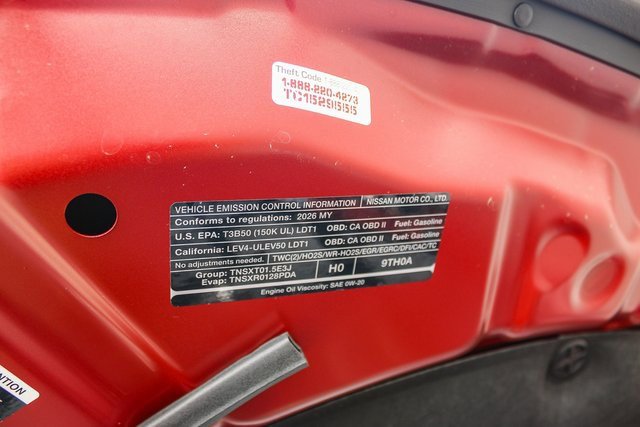 Theft Code
1-888-220-4273
TC1529555
VEHICLE EMISSION CONTROL INFORMATION NISSAN MOTOR CO., LTD.
Conforms to regulations: 2026 MY
U.S. EPA: T3B50 (150K UL) LDT1 OBD: CA OBD II Fuel: Gasoline
California: LEV4-ULEV50 LDT1 OBD: CA OBD II Fuel: Gasoline
No adjustments needed. TWC(2)/HO2S/WR-HO2S/EGR/EGRC/DFI/CAC/TC
Group: TNSXT01.5E3J
Evap: TNSXR0128PDA H0 9TH0A
Engine Oil Viscosity: SAE 0W-20